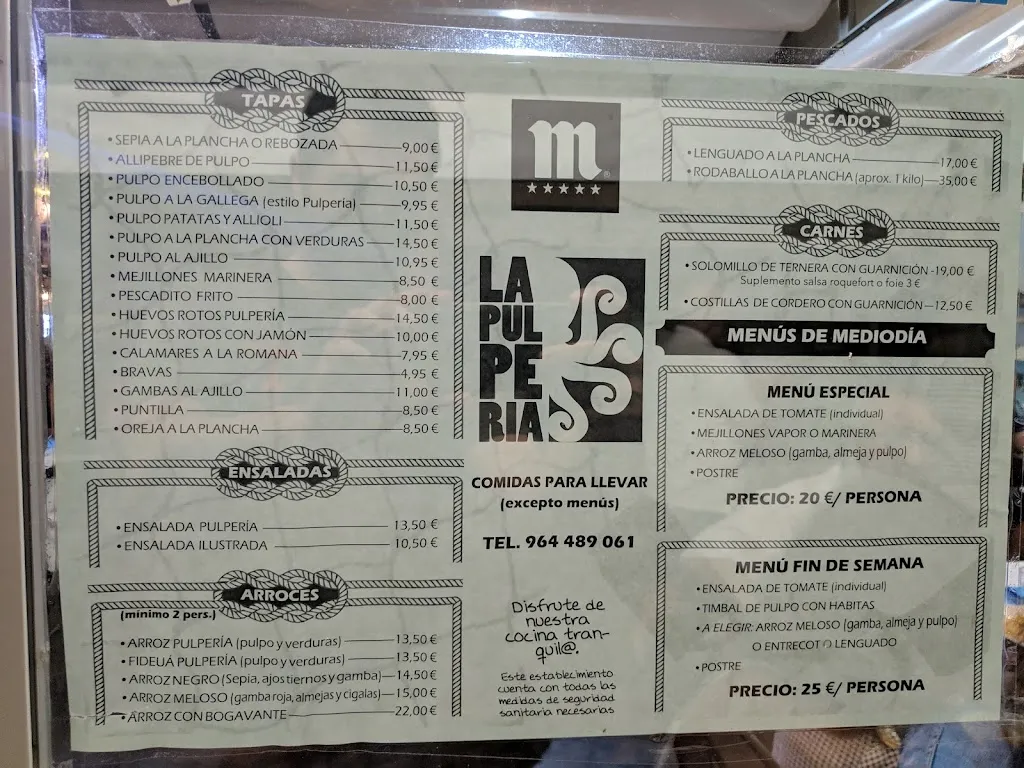 TAPAS
• SEPIA A LA PLANCHA O REBOZADA 9,00 €
• ALLIPEBRE DE PULPO 11,50 €
• PULPO ENCEBOLLADO 10,50 €
• PULPO A LA GALLEGA (estilo Pulpería) 9,95 €
• PULPO PATATAS Y ALLIOLI 11,50 €
• PULPO A LA PLANCHA CON VERDURAS 14,50 €
• PULPO AL AJILLO 10,95 €
• MEJILLONES MARINERA 8,50 €
• PESCADITO FRITO 8,00 €
• HUEVOS ROTOS PULPERÍA 14,50 €
• HUEVOS ROTOS CON JAMÓN 10,00 €
• CALAMARES A LA ROMANA 7,95 €
• BRAVAS 4,95 €
• GAMBAS AL AJILLO 11,00 €
• PUNTILLA 8,50 €
• OREJA A LA PLANCHA 8,50 €
ENSALADAS
• ENSALADA PULPERÍA 13,50 €
• ENSALADA ILUSTRADA 10,50 €
ARROCES
(mínimo 2 pers.)
• ARROZ PULPERÍA (pulpo y verduras) 13,50 €
• FIDEUÁ PULPERÍA (pulpo y verduras) 13,50 €
• ARROZ NEGRO (Sepia, ajos tiernos y gamba) 14,50 €
• ARROZ MELOSO (gamba roja, almejas y cigalas) 15,00 €
• ARROZ CON BOGAVANTE 22,00 €
m®
★★★★★
LA
PUL
PE
RIA
COMIDAS PARA LLEVAR
(excepto menús)
TEL. 964 489 061
Disfrute de
nuestra
cocina tran-
quil@.
Este establecimiento
cuenta con todas las
medidas de seguridad
sanitaria necesarias
PESCADOS
• LENGUADO A LA PLANCHA 17,00 €
• RODABALLO A LA PLANCHA (aprox. 1 kilo) 35,00 €
CARNES
• SOLOMILLO DE TERNERA CON GUARNICIÓN - 19,00 €
Suplemento salsa roquefort o foie 3 €
• COSTILLAS DE CORDERO CON GUARNICIÓN 12,50 €
MENÚS DE MEDIODÍA
MENÚ ESPECIAL
• ENSALADA DE TOMATE (individual)
• MEJILLONES VAPOR O MARINERA
• ARROZ MELOSO (gamba, almeja y pulpo)
• POSTRE
PRECIO: 20 €/ PERSONA
MENÚ FIN DE SEMANA
• ENSALADA DE TOMATE (individual)
• TIMBAL DE PULPO CON HABITAS
• A ELEGIR: ARROZ MELOSO (gamba, almeja y pulpo)
O ENTRECOT O LENGUADO
• POSTRE
PRECIO: 25 €/ PERSONA